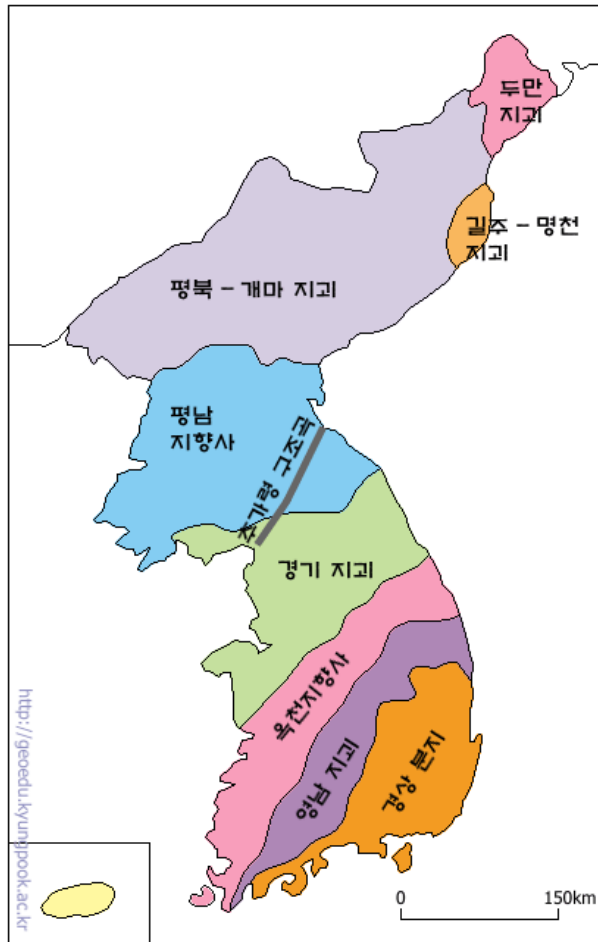 두만
지괴
길주 - 명천
지괴
평북 - 개마 지괴
평남
지향사
추가령 구조곡
경기 지괴
옥천지향사
영남 지괴
경상 분지
http://geoedu.kyungpook.ac.kr
0 150km